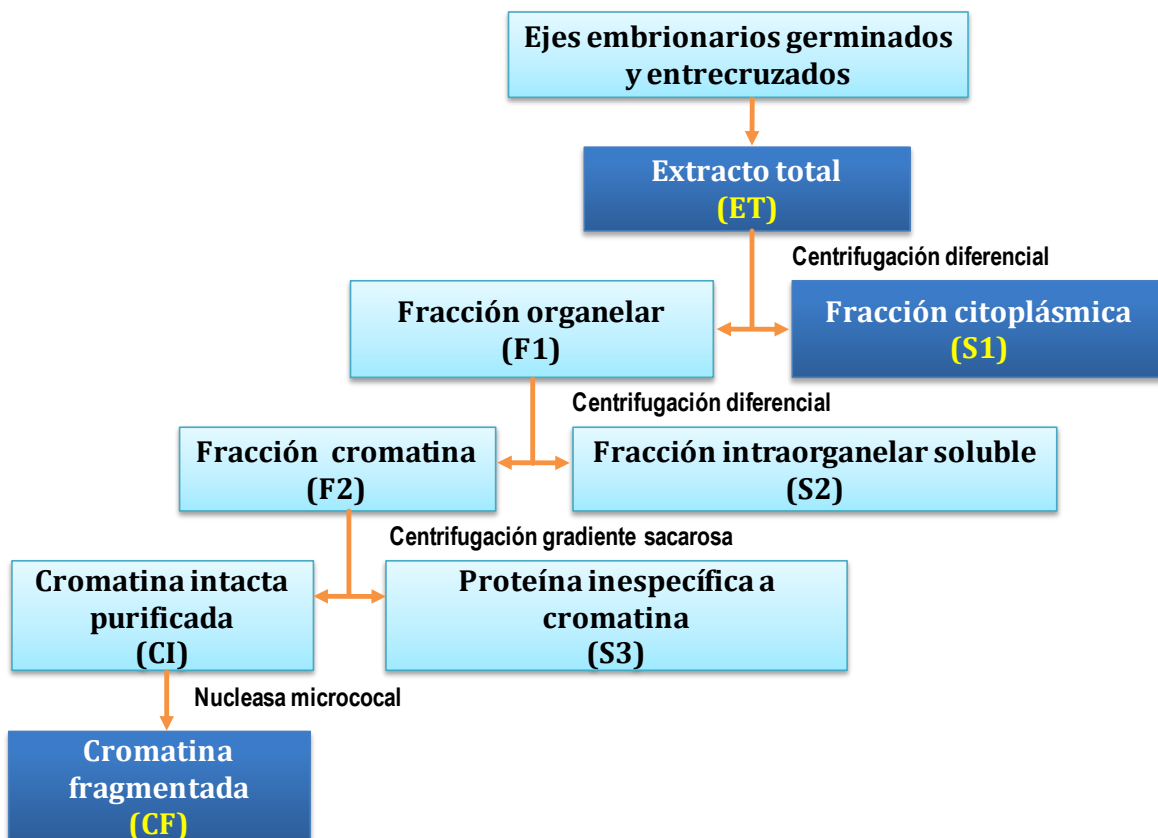 Ejes embrionarios germinados
y entrecruzados
Extracto total
(ET)
Centrifugación diferencial
Fracción organelar
(F1)
Fracción citoplásmica
(S1)
Centrifugación diferencial
Fracción cromatina
(F2)
Fracción intraorganelar soluble
(S2)
Centrifugación gradiente sacarosa
Cromatina intacta
purificada
(CI)
Proteína inespecífica a
cromatina
(S3)
Nucleasa micrococal
Cromatina
fragmentada
(CF)